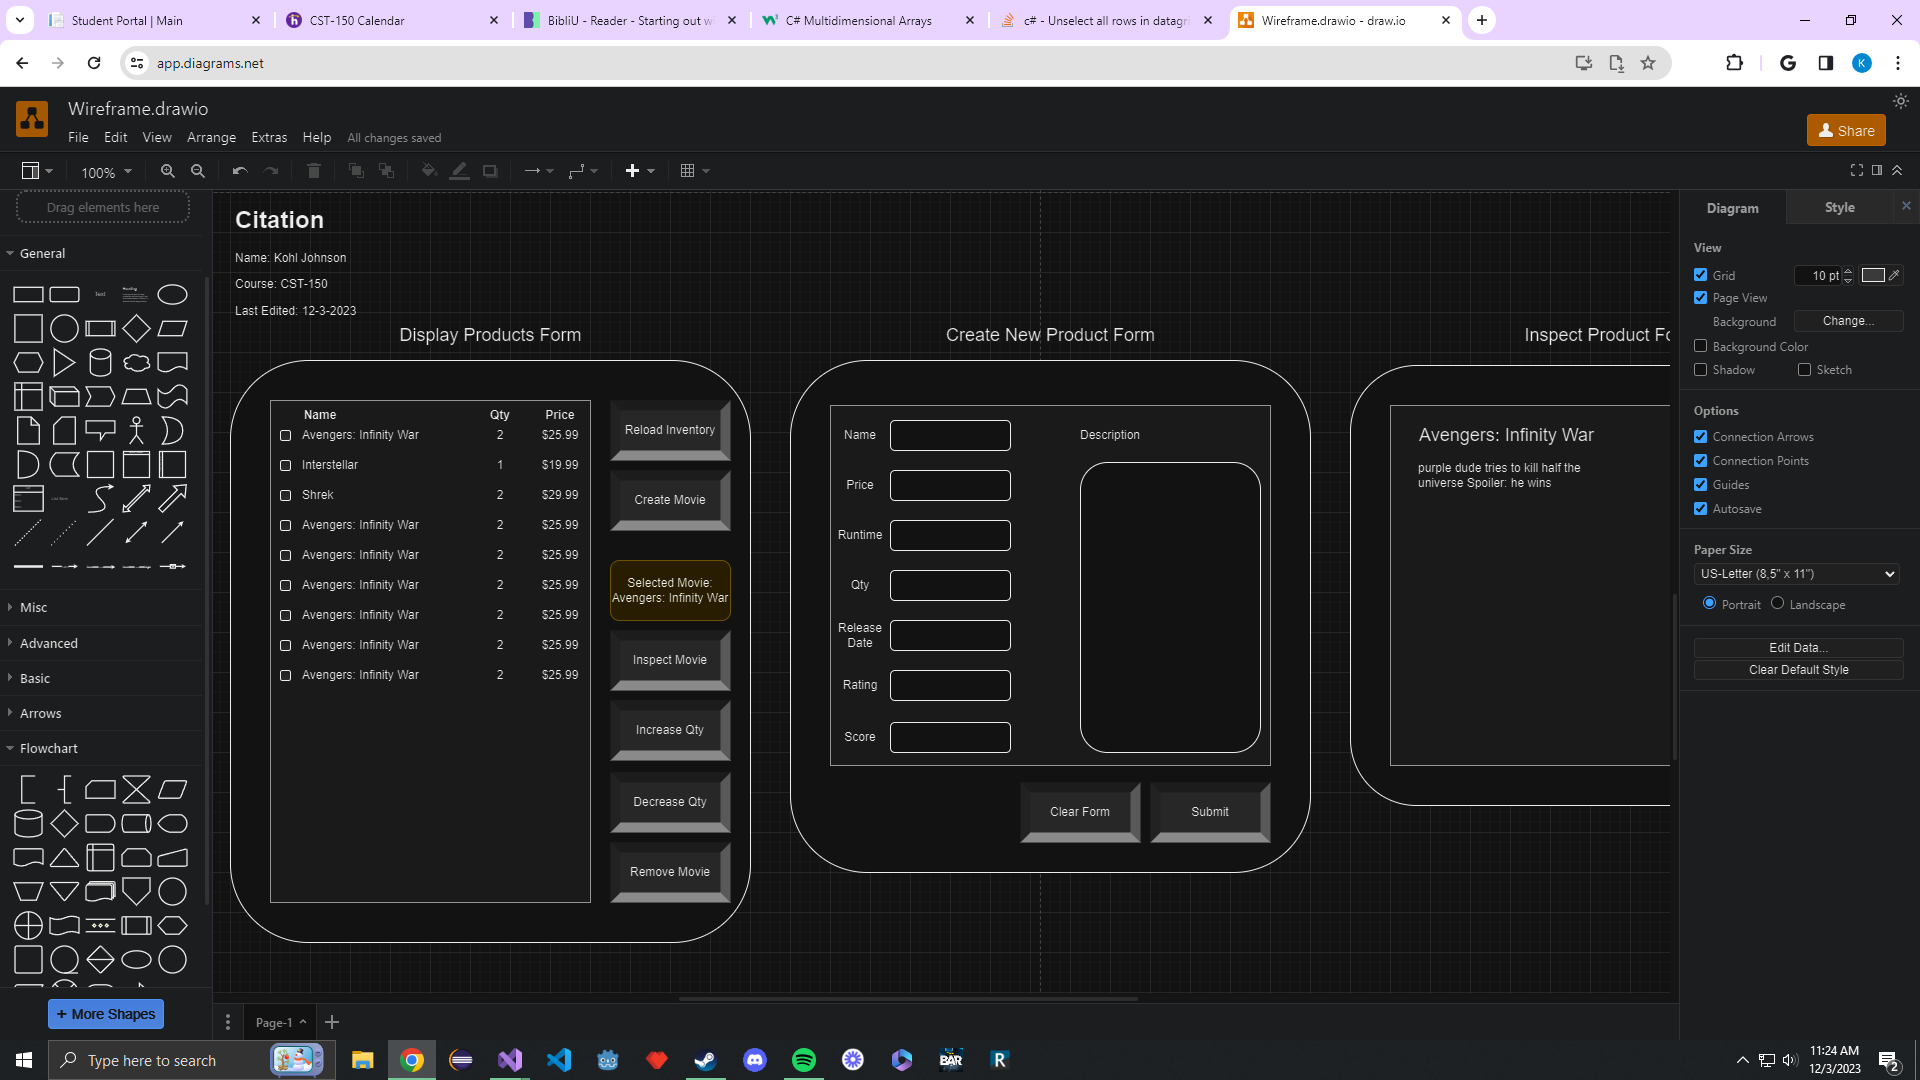 Student Portal | Main
CST-150 Calendar
BibliU - Reader - Starting out wi
C# Multidimensional Arrays
c# - Unselect all rows in datagri
Wireframe.drawio - draw.io
app.diagrams.net
K
Wireframe.drawio
File Edit View Arrange Extras Help All changes saved
Share
100%
Drag elements here
General
Text
Heading
Misc
Advanced
Basic
Arrows
Flowchart
+ More Shapes
Citation
Name: Kohl Johnson
Course: CST-150
Last Edited: 12-3-2023
Display Products Form
Name Qty Price
Avengers: Infinity War 2 $25.99
Interstellar 1 $19.99
Shrek 2 $29.99
Avengers: Infinity War 2 $25.99
Avengers: Infinity War 2 $25.99
Avengers: Infinity War 2 $25.99
Avengers: Infinity War 2 $25.99
Avengers: Infinity War 2 $25.99
Avengers: Infinity War 2 $25.99
Reload Inventory
Create Movie
Selected Movie:
Avengers: Infinity War
Inspect Movie
Increase Qty
Decrease Qty
Remove Movie
Create New Product Form
Name
Price
Runtime
Qty
Release
Date
Rating
Score
Description
Clear Form
Submit
Inspect Product Fo
Avengers: Infinity War
purple dude tries to kill half the
universe Spoiler: he wins
Diagram Style
View
Grid 10 pt
Page View
Background Change...
Background Color
Shadow Sketch
Options
Connection Arrows
Connection Points
Guides
Autosave
Paper Size
US-Letter (8,5" x 11")
Portrait Landscape
Edit Data...
Clear Default Style
Page-1
Type here to search
BAR
R
11:24 AM
12/3/2023
2